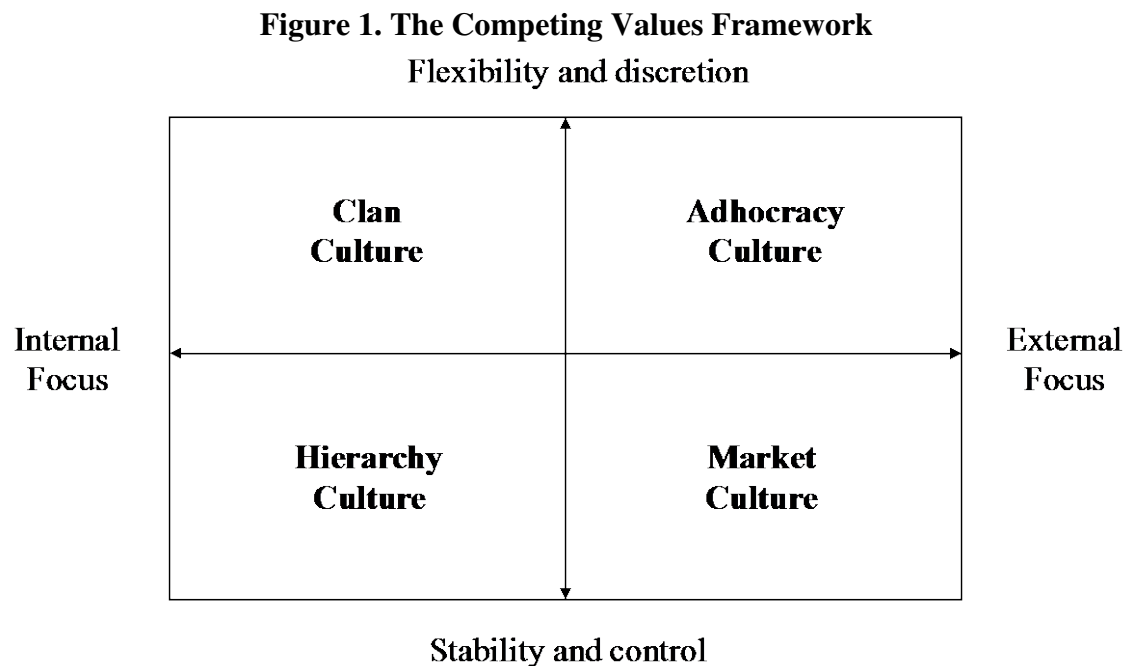 Figure 1. The Competing Values Framework
Flexibility and discretion
Clan
Culture
Adhocracy
Culture
Internal
Focus
External
Focus
Hierarchy
Culture
Market
Culture
Stability and control